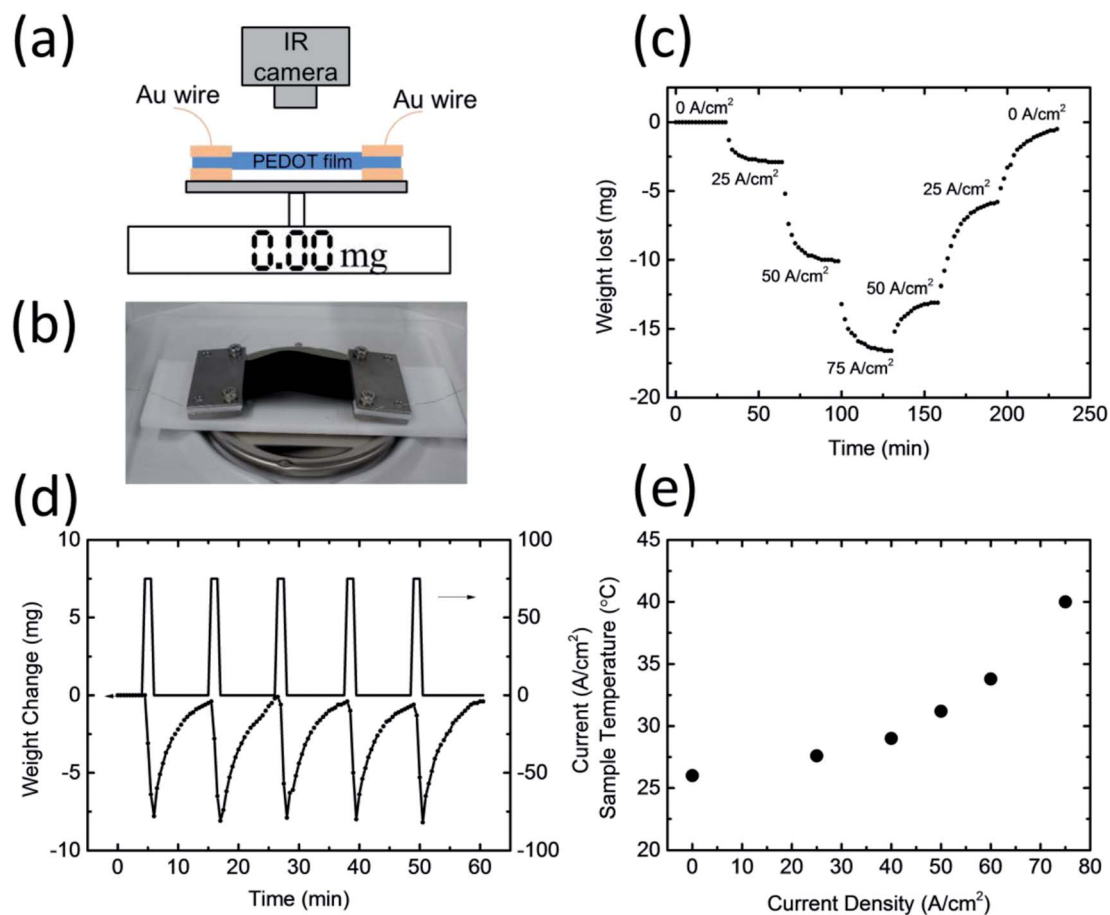 (a)
IR
camera
Au wire
Au wire
PEDOT film
0.00 mg
(b)
(c)
0 A/cm²
0 A/cm²
25 A/cm²
25 A/cm²
50 A/cm²
50 A/cm²
75 A/cm²
0
-5
-10
-15
-20
0 50 100 150 200 250
Weight lost (mg)
Time (min)
(d)
10
5
0
-5
-10
100
50
0
-50
-100
0 10 20 30 40 50 60
Weight Change (mg)
Current (A/cm²)
Time (min)
(e)
45
40
35
30
25
20
0 10 20 30 40 50 60 70 80
Sample Temperature (°C)
Current Density (A/cm²)